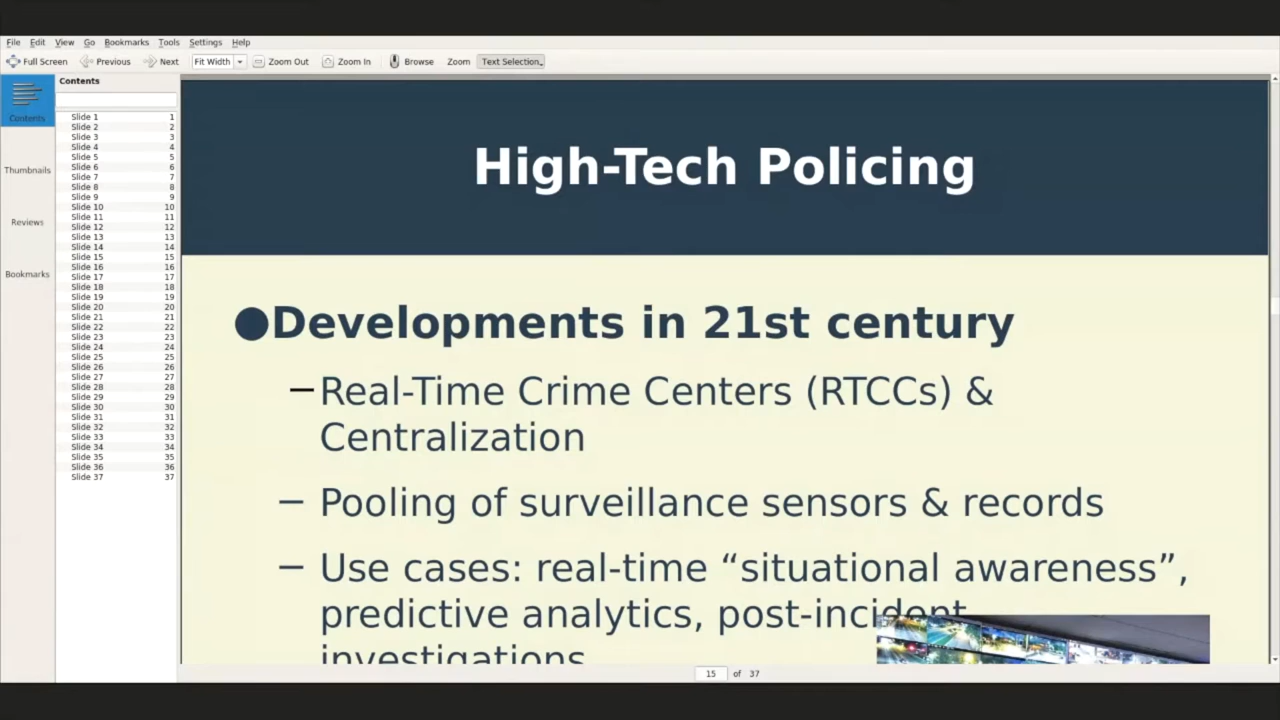 File Edit View Go Bookmarks Tools Settings Help
Full Screen Previous Next Fit Width Zoom Out Zoom In Browse Zoom Text Selection
Contents
Contents
Thumbnails
Reviews
Bookmarks
Slide 1 1
Slide 2 2
Slide 3 3
Slide 4 4
Slide 5 5
Slide 6 6
Slide 7 7
Slide 8 8
Slide 9 9
Slide 10 10
Slide 11 11
Slide 12 12
Slide 13 13
Slide 14 14
Slide 15 15
Slide 16 16
Slide 17 17
Slide 18 18
Slide 19 19
Slide 20 20
Slide 21 21
Slide 22 22
Slide 23 23
Slide 24 24
Slide 25 25
Slide 26 26
Slide 27 27
Slide 28 28
Slide 29 29
Slide 30 30
Slide 31 31
Slide 32 32
Slide 33 33
Slide 34 34
Slide 35 35
Slide 36 36
Slide 37 37
High-Tech Policing
●Developments in 21st century
–Real-Time Crime Centers (RTCCs) &
Centralization
– Pooling of surveillance sensors & records
– Use cases: real-time “situational awareness”,
predictive analytics, post-incident
investigations
15 of 37